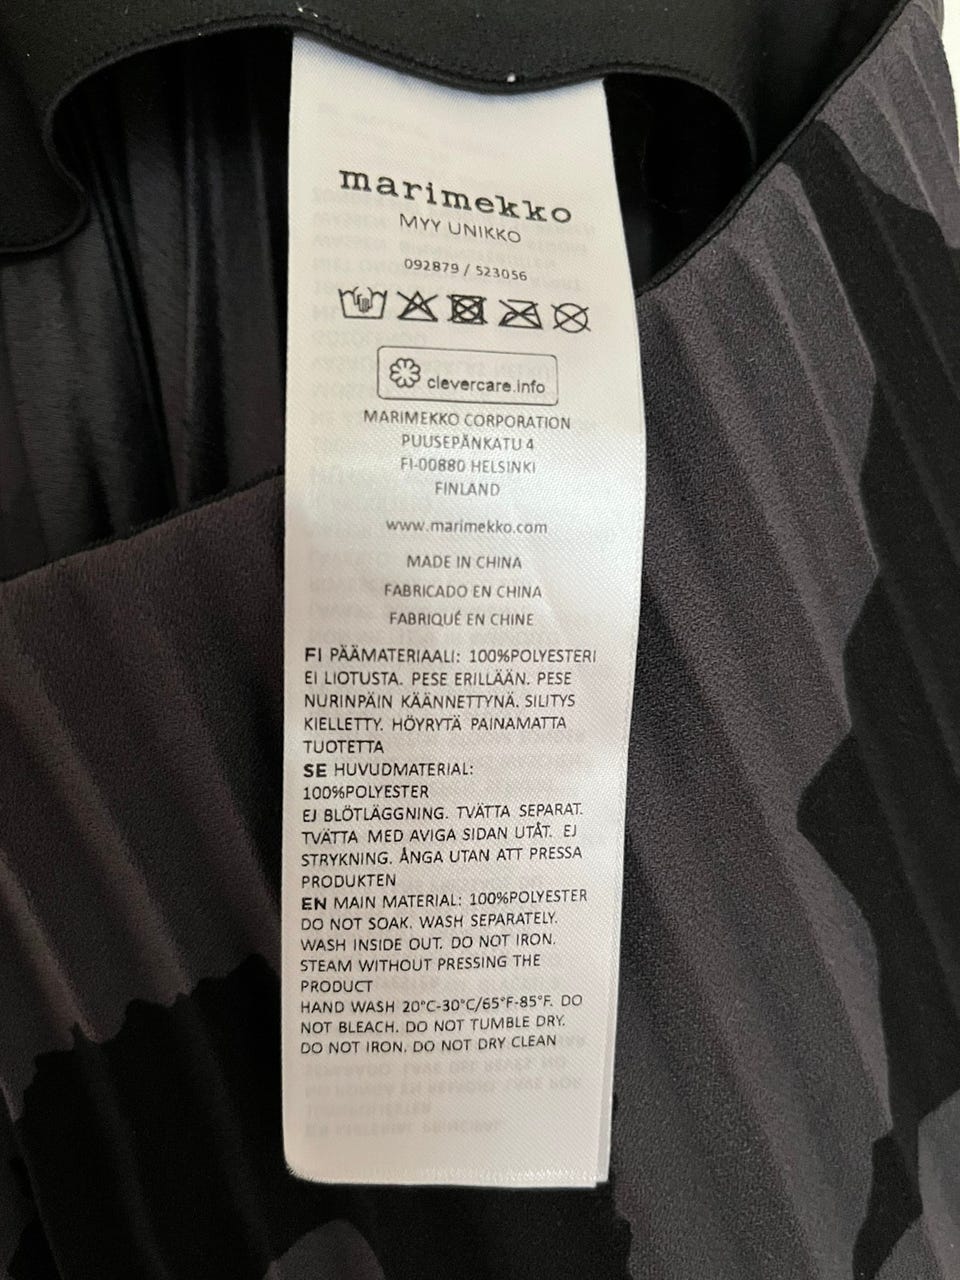 marimekko
MYY UNIKKO
092879 / 523056
clevercare.info
MARIMEKKO CORPORATION
PUUSEPÄNKATU 4
FI-00880 HELSINKI
FINLAND
www.marimekko.com
MADE IN CHINA
FABRICADO EN CHINA
FABRIQUÉ EN CHINE
FI PÄÄMATERIAALI: 100%POLYESTERI
EI LIOTUSTA. PESE ERILLÄÄN. PESE
NURINPÄIN KÄÄNNETTYNÄ. SILITYS
KIELLETTY. HÖYRYTÄ PAINAMATTA
TUOTETTA
SE HUVUDMATERIAL:
100%POLYESTER
EJ BLÖTLÄGGNING. TVÄTTA SEPARAT.
TVÄTTA MED AVIGA SIDAN UTÅT. EJ
STRYKNING. ÅNGA UTAN ATT PRESSA
PRODUKTEN
EN MAIN MATERIAL: 100%POLYESTER
DO NOT SOAK. WASH SEPARATELY.
WASH INSIDE OUT. DO NOT IRON.
STEAM WITHOUT PRESSING THE
PRODUCT
HAND WASH 20°C-30°C/65°F-85°F. DO
NOT BLEACH. DO NOT TUMBLE DRY.
DO NOT IRON. DO NOT DRY CLEAN